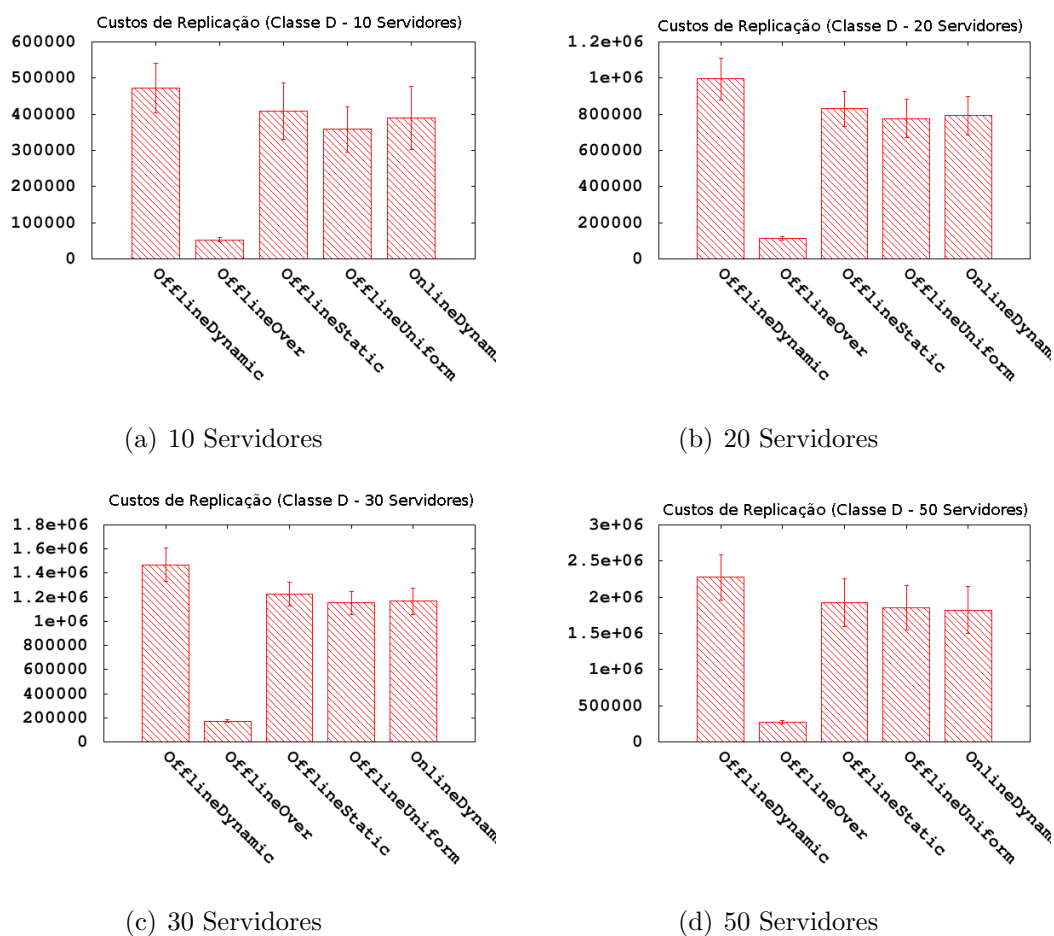 Custos de Replicação (Classe D - 10 Servidores)
600000
500000
400000
300000
200000
100000
0
OfflineDynamic
OfflineOver
OfflineStatic
OfflineUniform
OnlineDynami
(a) 10 Servidores
Custos de Replicação (Classe D - 20 Servidores)
1.2e+06
1e+06
800000
600000
400000
200000
0
OfflineDynamic
OfflineOver
OfflineStatic
OfflineUniform
OnlineDynami
(b) 20 Servidores
Custos de Replicação (Classe D - 30 Servidores)
1.8e+06
1.6e+06
1.4e+06
1.2e+06
1e+06
800000
600000
400000
200000
0
OfflineDynamic
OfflineOver
OfflineStatic
OfflineUniform
OnlineDynami
(c) 30 Servidores
Custos de Replicação (Classe D - 50 Servidores)
3e+06
2.5e+06
2e+06
1.5e+06
1e+06
500000
0
OfflineDynamic
OfflineOver
OfflineStatic
OfflineUniform
OnlineDynami
(d) 50 Servidores